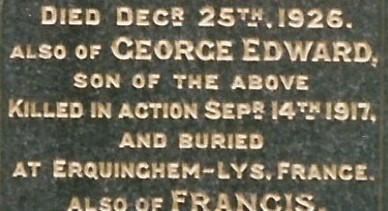 DIED DECR 25TH, 1926.
ALSO OF GEORGE EDWARD,
SON OF THE ABOVE
KILLED IN ACTION SEPR 14TH 1917,
AND BURIED
AT ERQUINGHEM-LYS, FRANCE.
ALSO OF FRANCIS,